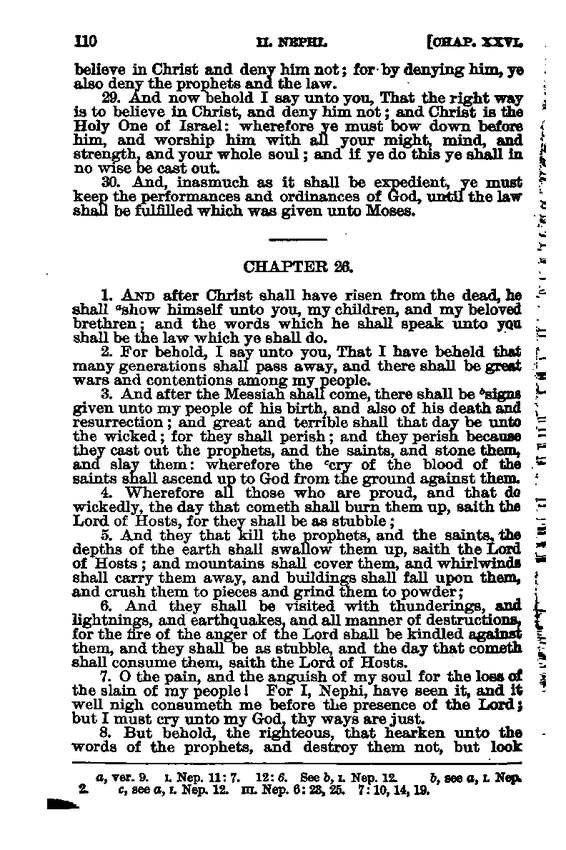 110 II. NEPHI. [CHAP. XXVI.
believe in Christ and deny him not; for by denying him, ye
also deny the prophets and the law.
29. And now behold I say unto you, That the right way
is to believe in Christ, and deny him not; and Christ is the
Holy One of Israel: wherefore ye must bow down before
him, and worship him with all your might, mind, and
strength, and your whole soul; and if ye do this ye shall in
no wise be cast out.
30. And, inasmuch as it shall be expedient, ye must
keep the performances and ordinances of God, until the law
shall be fulfilled which was given unto Moses.
CHAPTER 26.
1. AND after Christ shall have risen from the dead, he
shall ᵃshow himself unto you, my children, and my beloved
brethren; and the words which he shall speak unto you
shall be the law which ye shall do.
2. For behold, I say unto you, That I have beheld that
many generations shall pass away, and there shall be great
wars and contentions among my people.
3. And after the Messiah shall come, there shall be ᵇsigns
given unto my people of his birth, and also of his death and
resurrection; and great and terrible shall that day be unto
the wicked; for they shall perish; and they perish because
they cast out the prophets, and the saints, and stone them,
and slay them: wherefore the ᶜcry of the blood of the
saints shall ascend up to God from the ground against them.
4. Wherefore all those who are proud, and that do
wickedly, the day that cometh shall burn them up, saith the
Lord of Hosts, for they shall be as stubble;
5. And they that kill the prophets, and the saints, the
depths of the earth shall swallow them up, saith the Lord
of Hosts; and mountains shall cover them, and whirlwinds
shall carry them away, and buildings shall fall upon them,
and crush them to pieces and grind them to powder;
6. And they shall be visited with thunderings, and
lightnings, and earthquakes, and all manner of destructions,
for the fire of the anger of the Lord shall be kindled against
them, and they shall be as stubble, and the day that cometh
shall consume them, saith the Lord of Hosts.
7. O the pain, and the anguish of my soul for the loss of
the slain of my people! For I, Nephi, have seen it, and it
well nigh consumeth me before the presence of the Lord;
but I must cry unto my God, thy ways are just.
8. But behold, the righteous, that hearken unto the
words of the prophets, and destroy them not, but look
a, ver. 9. I. Nep. 11:7. 12:6. See b, I. Nep. 12. b, see a, I. Nep.
2. c, see a, I. Nep. 12. III. Nep. 6:23, 25. 7:10, 14, 19.